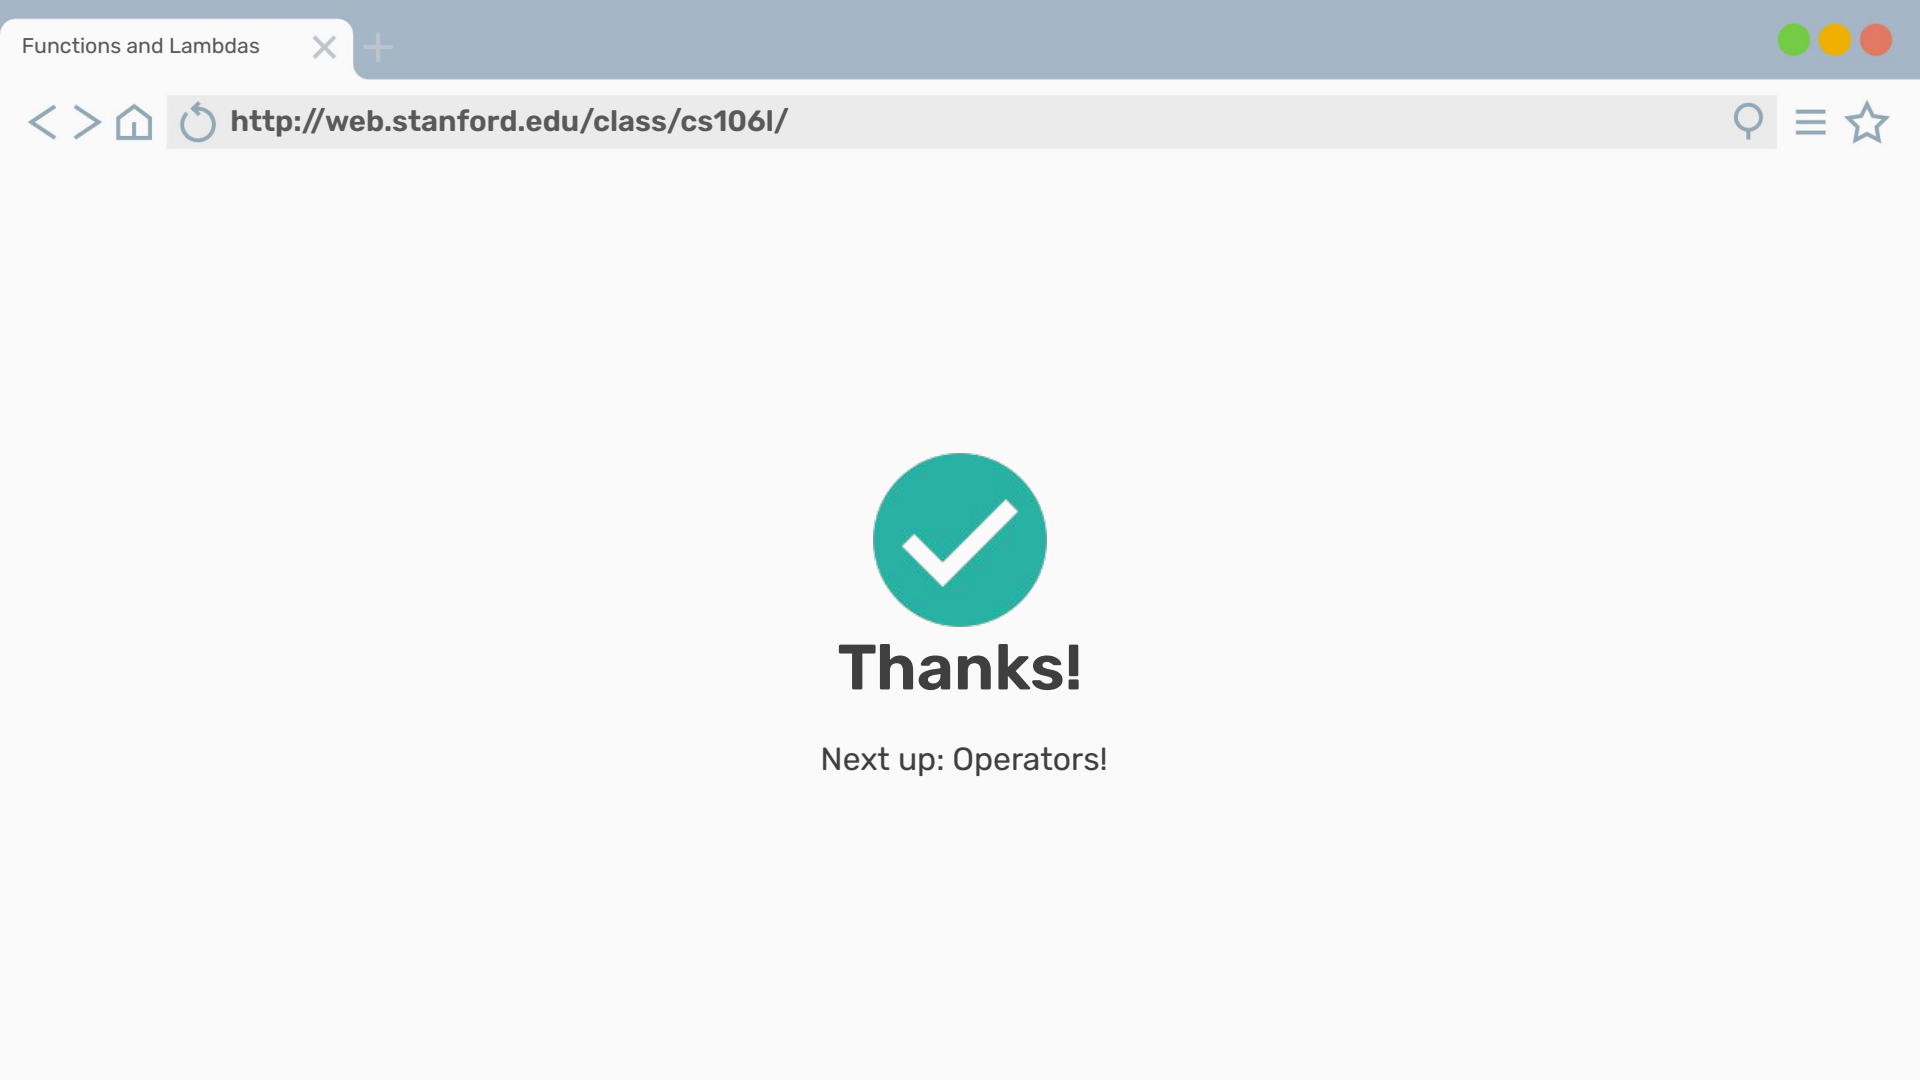 Functions and Lambdas
http://web.stanford.edu/class/cs106l/
Thanks!
Next up: Operators!